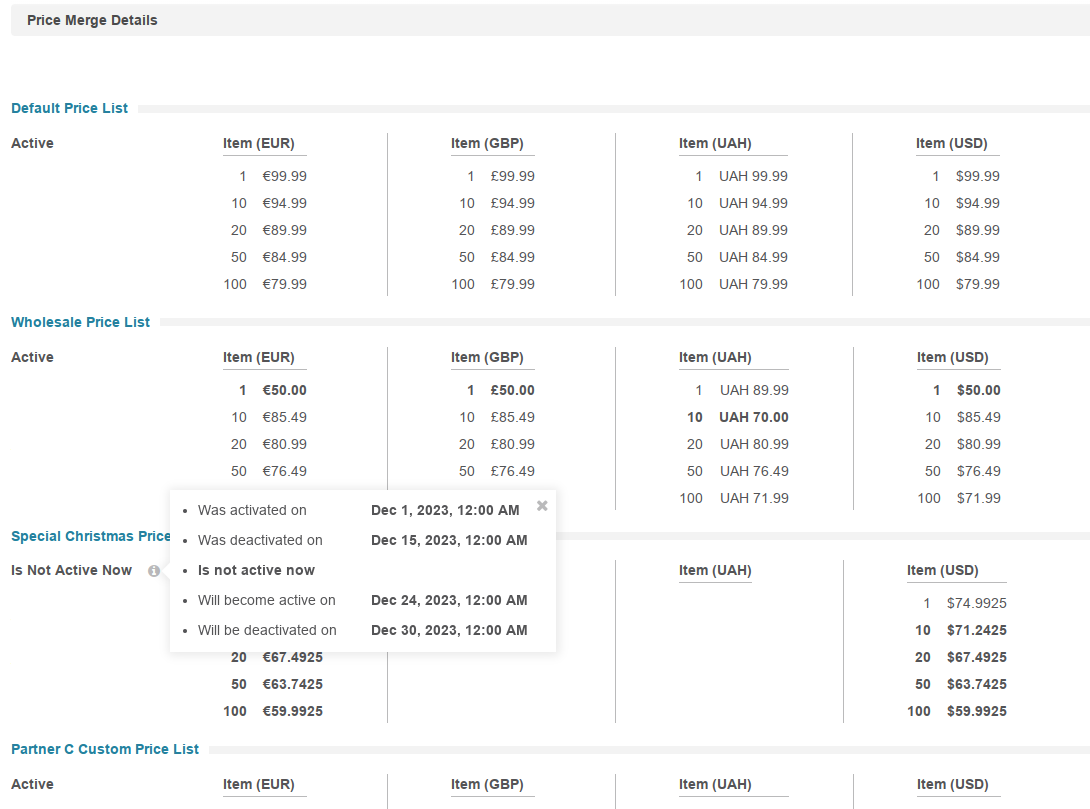 Price Merge Details
Default Price List
Active Item (EUR) Item (GBP) Item (UAH) Item (USD)
1 €99.99 1 £99.99 1 UAH 99.99 1 $99.99
10 €94.99 10 £94.99 10 UAH 94.99 10 $94.99
20 €89.99 20 £89.99 20 UAH 89.99 20 $89.99
50 €84.99 50 £84.99 50 UAH 84.99 50 $84.99
100 €79.99 100 £79.99 100 UAH 79.99 100 $79.99
Wholesale Price List
Active Item (EUR) Item (GBP) Item (UAH) Item (USD)
1 €50.00 1 £50.00 1 UAH 89.99 1 $50.00
10 €85.49 10 £85.49 10 UAH 70.00 10 $85.49
20 €80.99 20 £80.99 20 UAH 80.99 20 $80.99
50 €76.49 50 £76.49 50 UAH 76.49 50 $76.49
100 UAH 71.99 100 $71.99
Was activated on Dec 1, 2023, 12:00 AM
Special Christmas Price
Was deactivated on Dec 15, 2023, 12:00 AM
Is Not Active Now Is not active now Item (UAH) Item (USD)
Will become active on Dec 24, 2023, 12:00 AM 1 $74.9925
Will be deactivated on Dec 30, 2023, 12:00 AM 10 $71.2425
20 €67.4925 20 $67.4925
50 €63.7425 50 $63.7425
100 €59.9925 100 $59.9925
Partner C Custom Price List
Active Item (EUR) Item (GBP) Item (UAH) Item (USD)